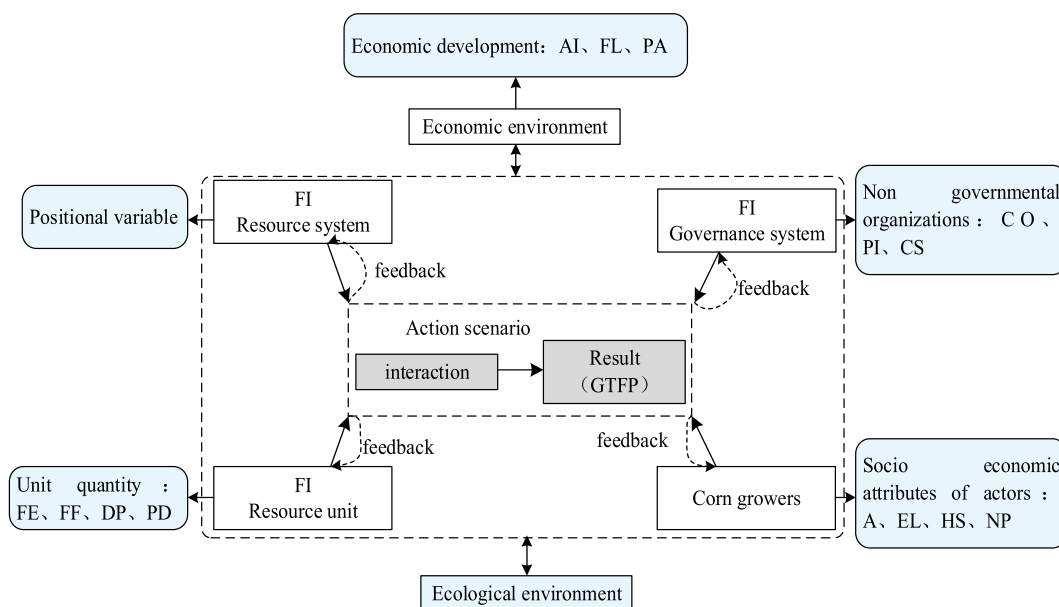 Economic development：AI、FL、PA
Economic environment
FI
Resource system
Positional variable
FI
Governance system
Non governmental
organizations：CO、
PI、CS
feedback
feedback
Action scenario
interaction
Result
（GTFP）
feedback
feedback
Unit quantity：
FE、FF、DP、PD
FI
Resource unit
Corn growers
Socio economic
attributes of actors：
A、EL、HS、NP
Ecological environment